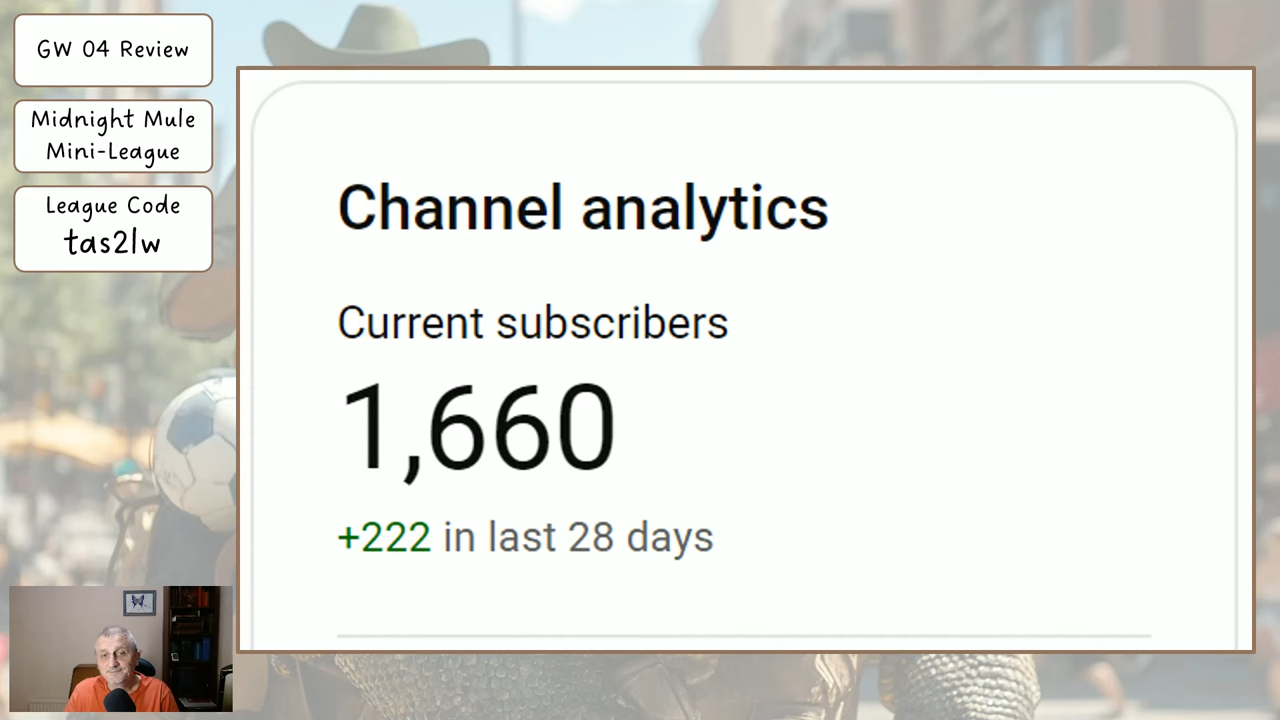 GW 04 Review
Midnight Mule
Mini-League
League Code
tas2lw
Channel analytics
Current subscribers
1,660
+222 in last 28 days